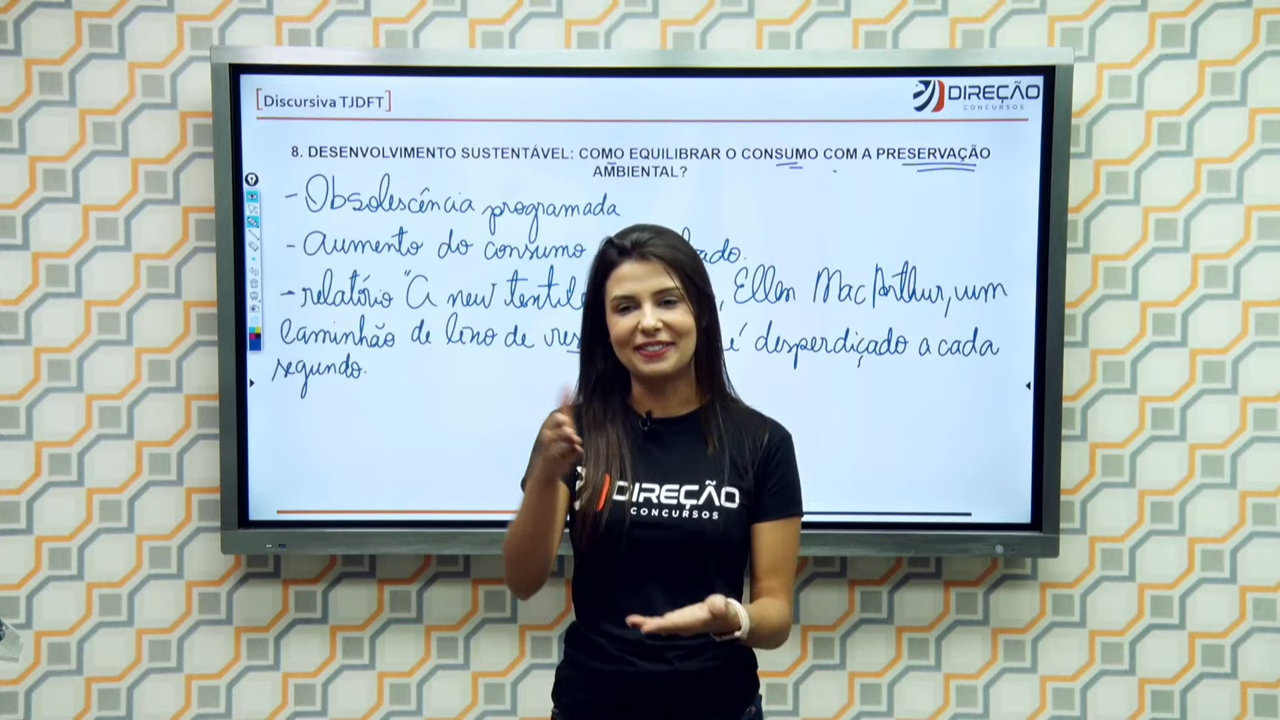 [Discursiva TJDFT]
DIREÇÃO
CONCURSOS
8. DESENVOLVIMENTO SUSTENTÁVEL: COMO EQUILIBRAR O CONSUMO COM A PRESERVAÇÃO
AMBIENTAL?
- Obsolescência programada
- Aumento do consumo
- relatório "A new Ellen MacArthur, um
caminhão de lixo de é desperdiçado a cada
segundo.
DIREÇÃO
CONCURSOS